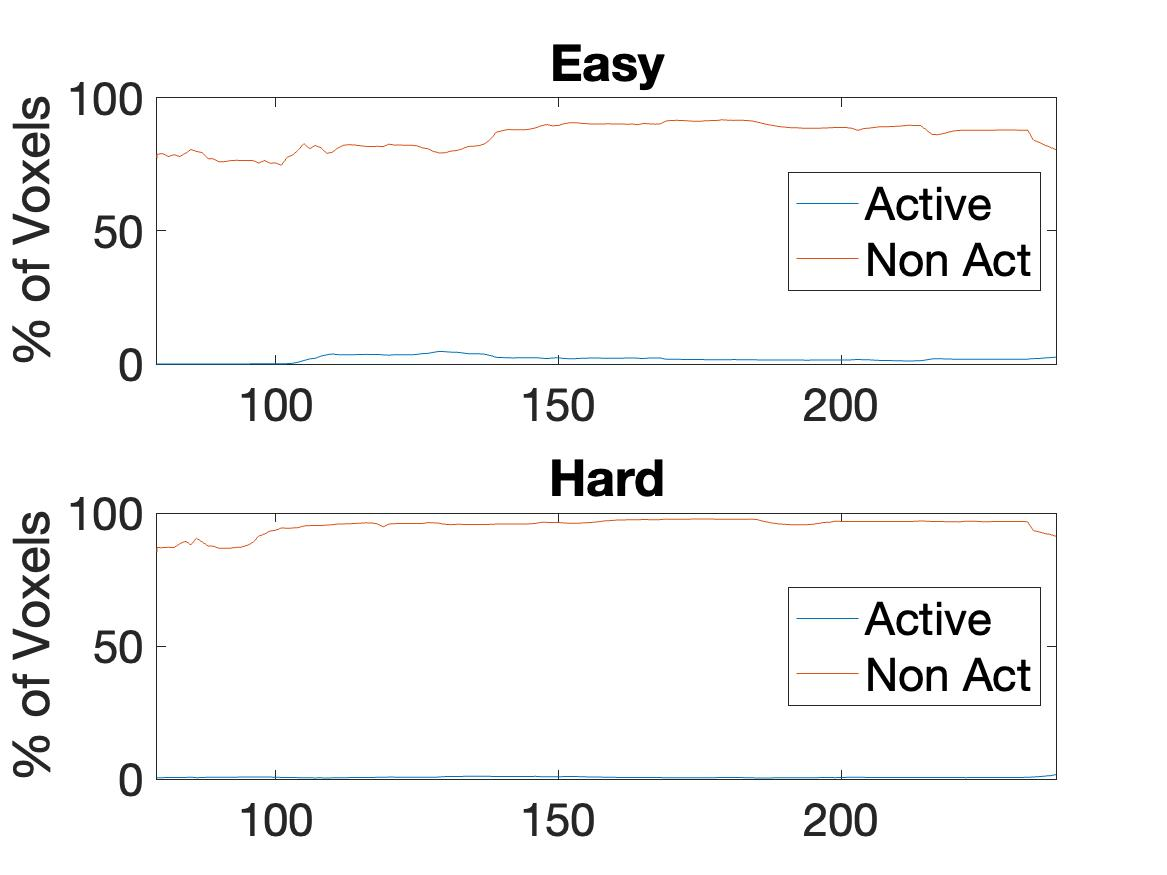 Easy
% of Voxels
100
50
0
Active
Non Act
100 150 200
Hard
% of Voxels
100
50
0
Active
Non Act
100 150 200